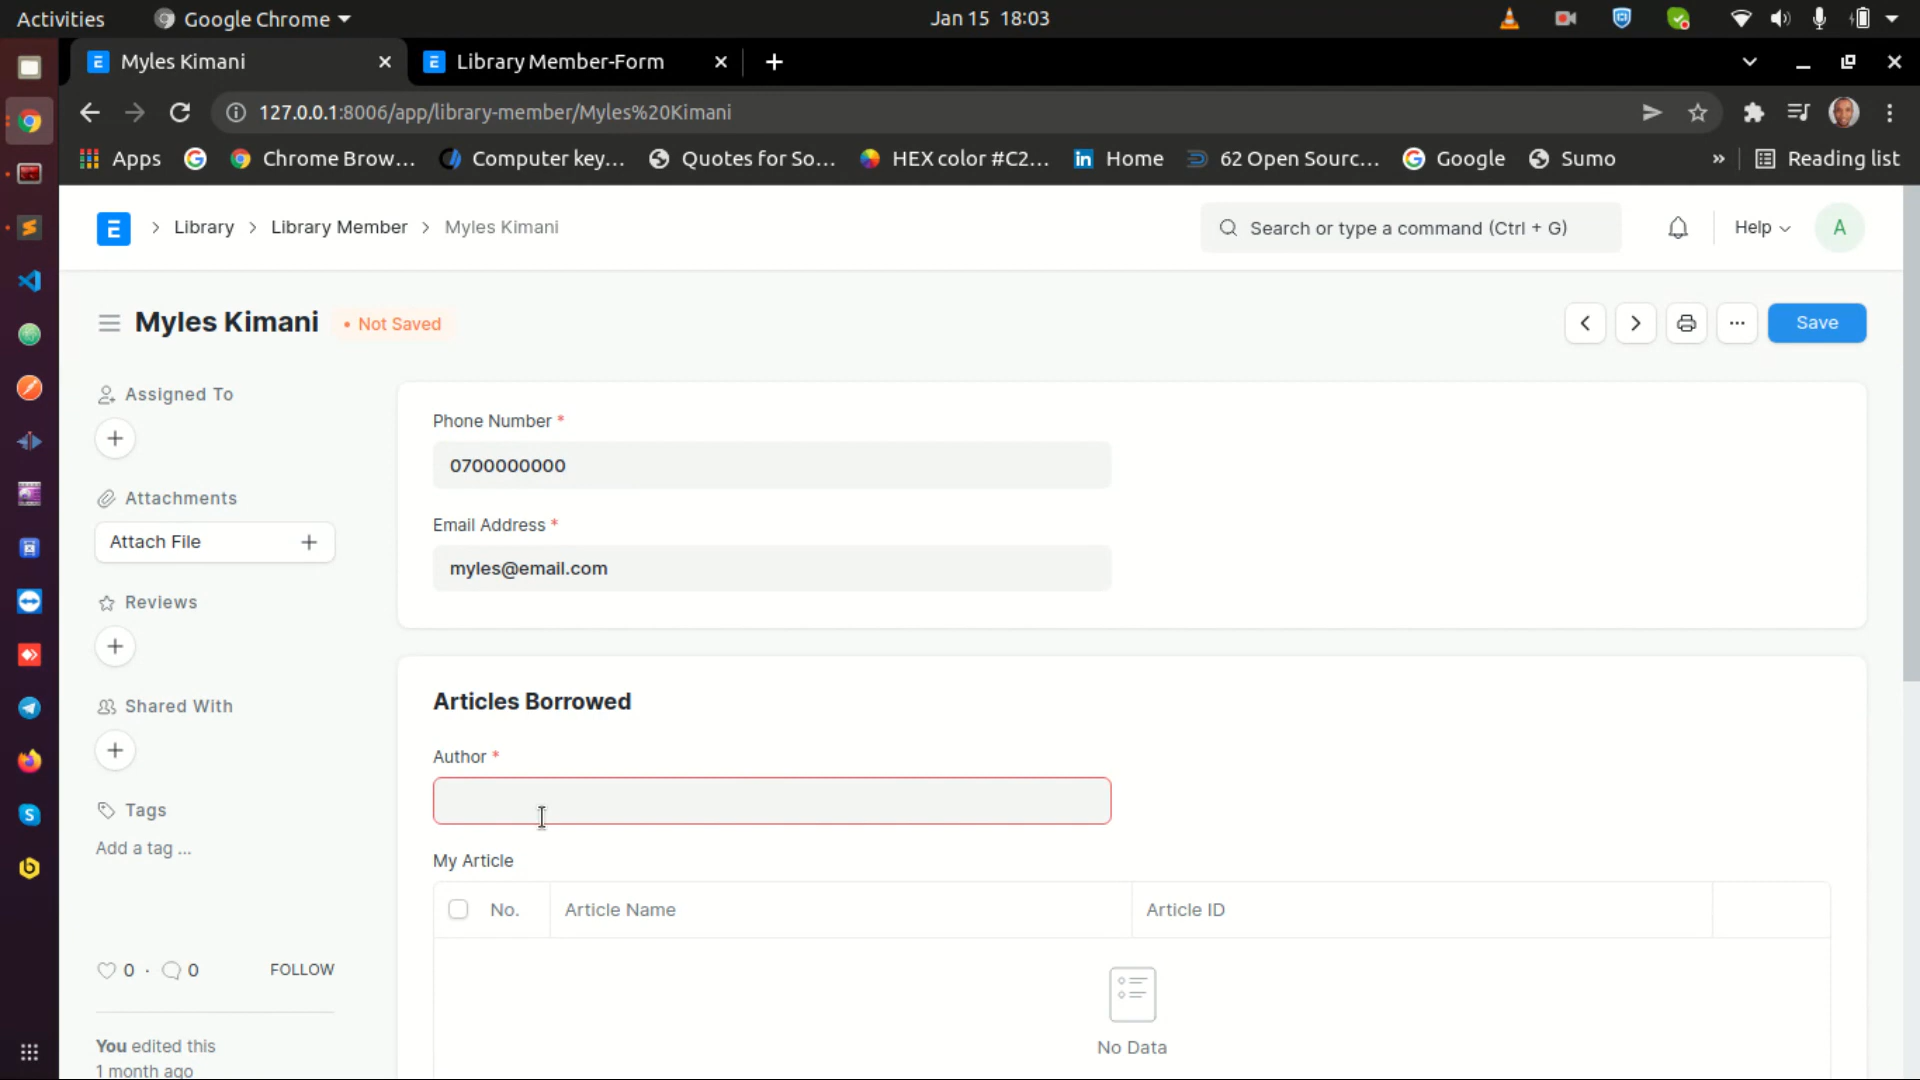 Activities
Google Chrome
Jan 15 18:03
Myles Kimani
Library Member-Form
127.0.0.1:8006/app/library-member/Myles%20Kimani
Apps
Chrome Brow...
Computer key...
Quotes for So...
HEX color #C2...
Home
62 Open Sourc...
Google
Sumo
»
Reading list
E > Library > Library Member > Myles Kimani
Search or type a command (Ctrl + G)
Help
A
Myles Kimani
• Not Saved
...
Save
Assigned To
Attachments
Attach File
Reviews
Shared With
Tags
Add a tag ...
0 · 0
FOLLOW
You edited this
1 month ago
Phone Number *
0700000000
Email Address *
myles@email.com
Articles Borrowed
Author *
My Article
No.
Article Name
Article ID
No Data